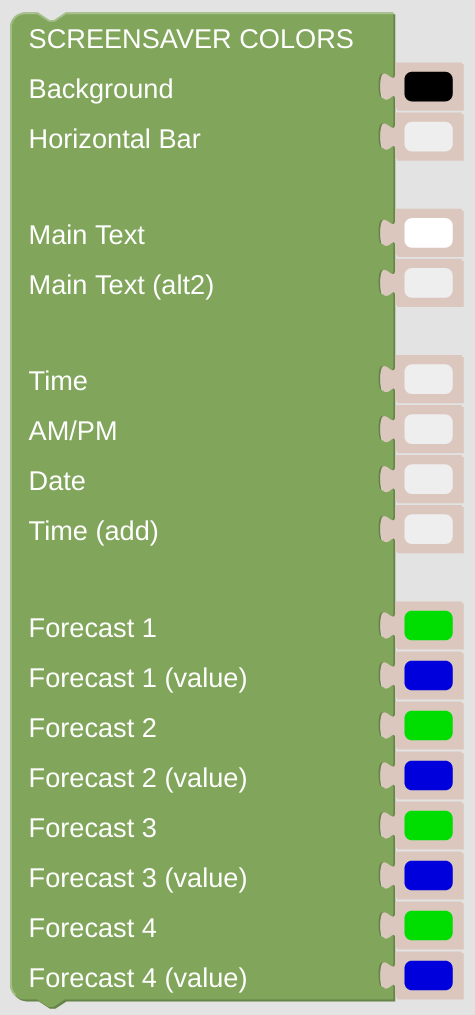 SCREENSAVER COLORS
Background
Horizontal Bar
Main Text
Main Text (alt2)
Time
AM/PM
Date
Time (add)
Forecast 1
Forecast 1 (value)
Forecast 2
Forecast 2 (value)
Forecast 3
Forecast 3 (value)
Forecast 4
Forecast 4 (value)